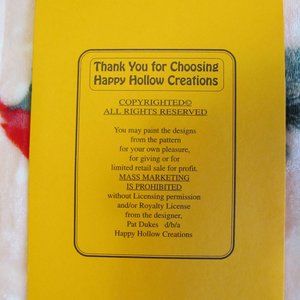 Thank You for Choosing
Happy Hollow Creations
COPYRIGHTED©
ALL RIGHTS RESERVED
You may paint the designs
from the pattern
for your own pleasure,
for giving or for
limited retail sale for profit.
MASS MARKETING
IS PROHIBITED
without Licensing permission
and/or Royalty License
from the designer,
Pat Dukes d/b/a
Happy Hollow Creations